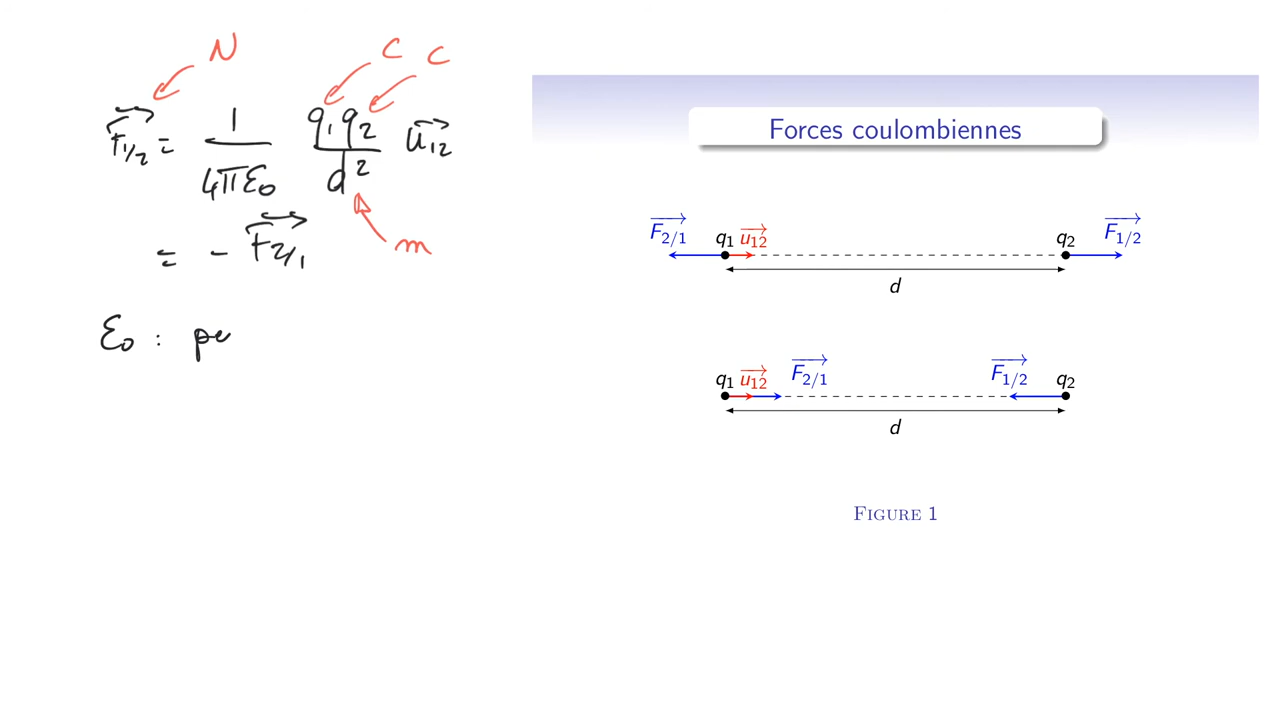 N C C
F1/2 = 1/(4πε0) q1q2/d² u12
m
= - F2/1
ε0 : pe
Forces coulombiennes
F2/1 q1 u12 q2 F1/2
d
q1 u12 F2/1 F1/2 q2
d
FIGURE 1